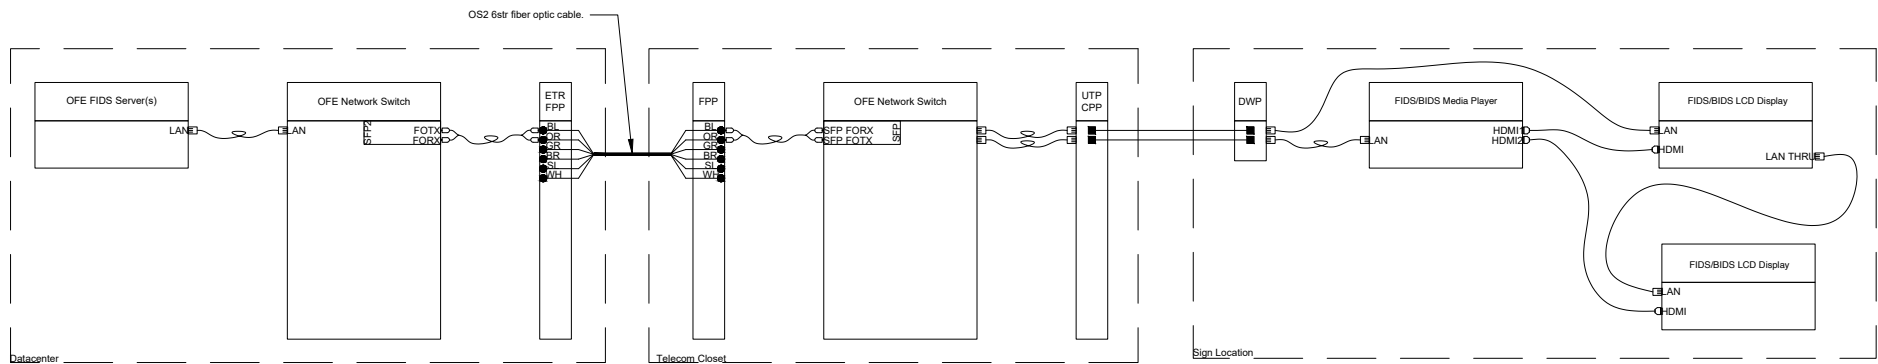 OS2 6str fiber optic cable.
OFE FIDS Server(s)
LAN
OFE Network Switch
LAN
SFP2
FOTX
FORX
ETR
FPP
BL
OR
GR
BR
SL
WH
Datacenter
FPP
BL
OR
GR
BR
SL
WH
OFE Network Switch
SFP FORX
SFP FOTX
SFP
UTP
CPP
Telecom Closet
DWP
FIDS/BIDS Media Player
LAN
HDMI1
HDMI2
FIDS/BIDS LCD Display
LAN
HDMI
LAN THRU
FIDS/BIDS LCD Display
LAN
HDMI
Sign Location